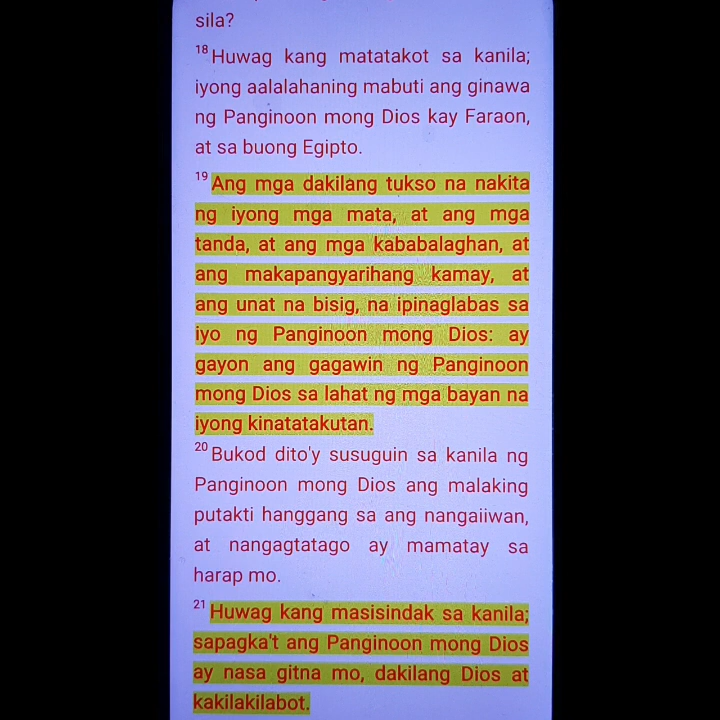 sila?
18 Huwag kang matatakot sa kanila;
iyong aalalahaning mabuti ang ginawa
ng Panginoon mong Dios kay Faraon,
at sa buong Egipto.
19 Ang mga dakilang tukso na nakita
ng iyong mga mata, at ang mga
tanda, at ang mga kababalaghan, at
ang makapangyarihang kamay, at
ang unat na bisig, na ipinaglabas sa
iyo ng Panginoon mong Dios: ay
gayon ang gagawin ng Panginoon
mong Dios sa lahat ng mga bayan na
iyong kinatatakutan.
20 Bukod dito'y susuguin sa kanila ng
Panginoon mong Dios ang malaking
putakti hanggang sa ang nangaiiwan,
at nangagtatago ay mamatay sa
harap mo.
21 Huwag kang masisindak sa kanila;
sapagka't ang Panginoon mong Dios
ay nasa gitna mo, dakilang Dios at
kakilakilabot.